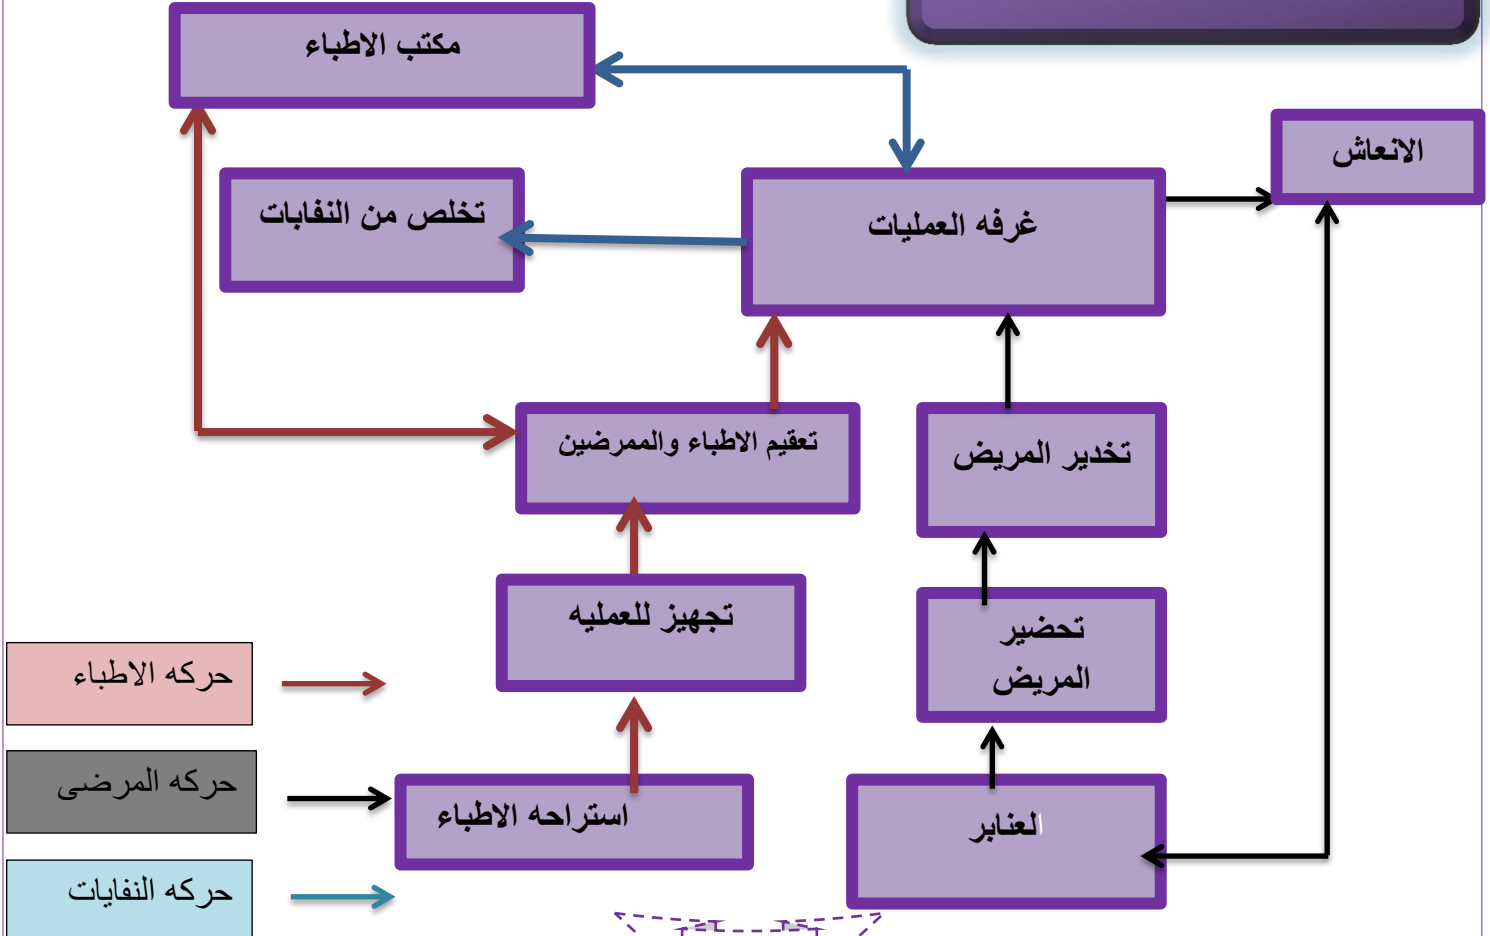 مكتب الاطباء
الانعاش
تخلص من النفابات
غرفه العمليات
تعقيم الاطباء والممرضين
تخدير المريض
تجهيز للعمليه
تحضير
المريض
حركه الاطباء
حركه المرضى
استراحه الاطباء
العنابر
حركه النفايات